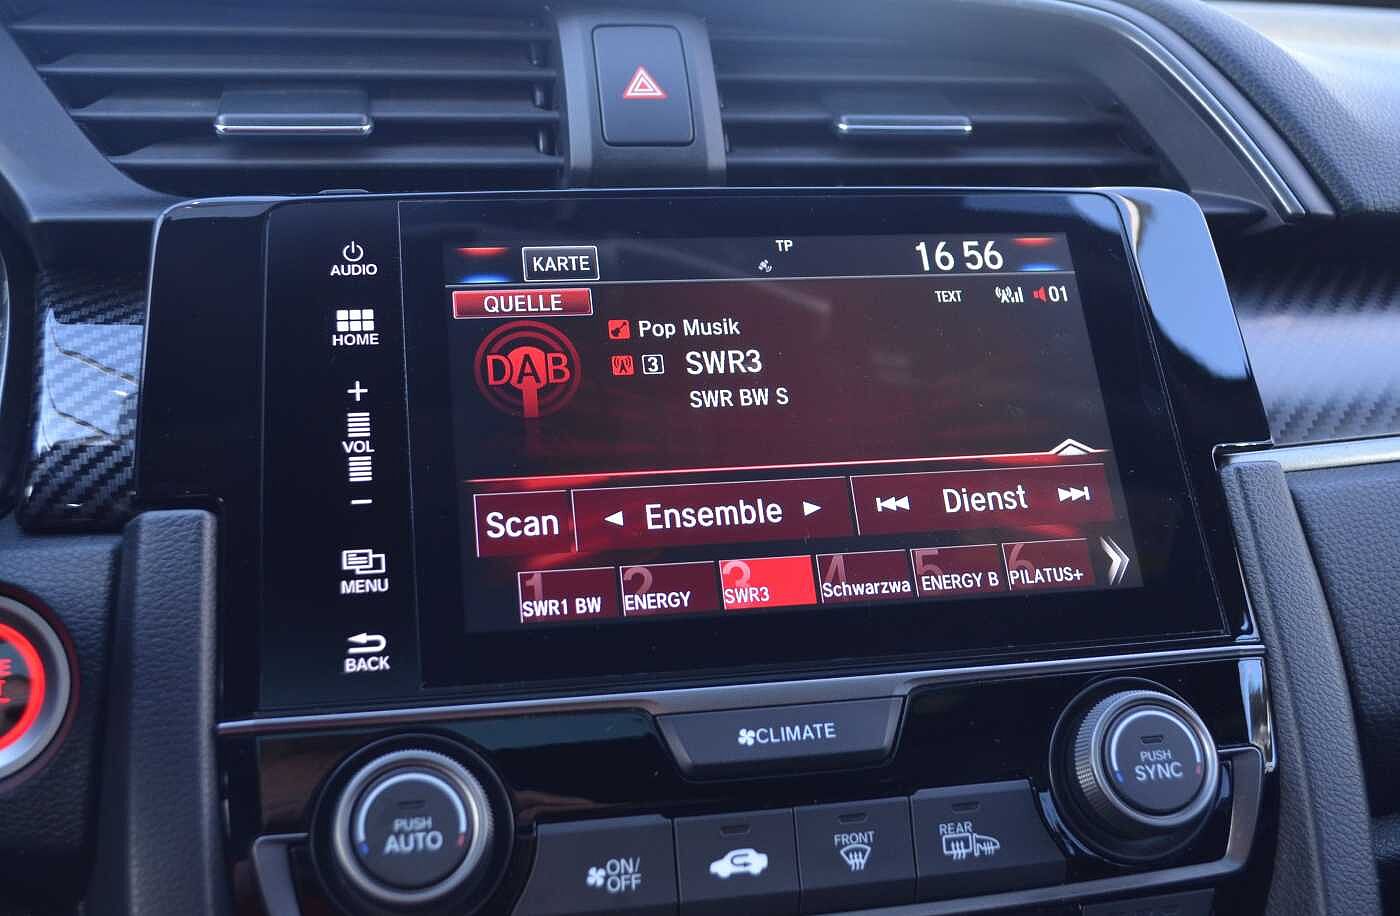 AUDIO
HOME
+
VOL
−
MENU
BACK
KARTE
TP
16 56
QUELLE
TEXT
01
DAB
Pop Musik
3 SWR3
SWR BW S
Scan
Ensemble
Dienst
1 SWR1 BW
2 ENERGY
3 SWR3
4 Schwarzwa
5 ENERGY B
6 PILATUS+
CLIMATE
PUSH
AUTO
ON/
OFF
FRONT
REAR
PUSH
SYNC